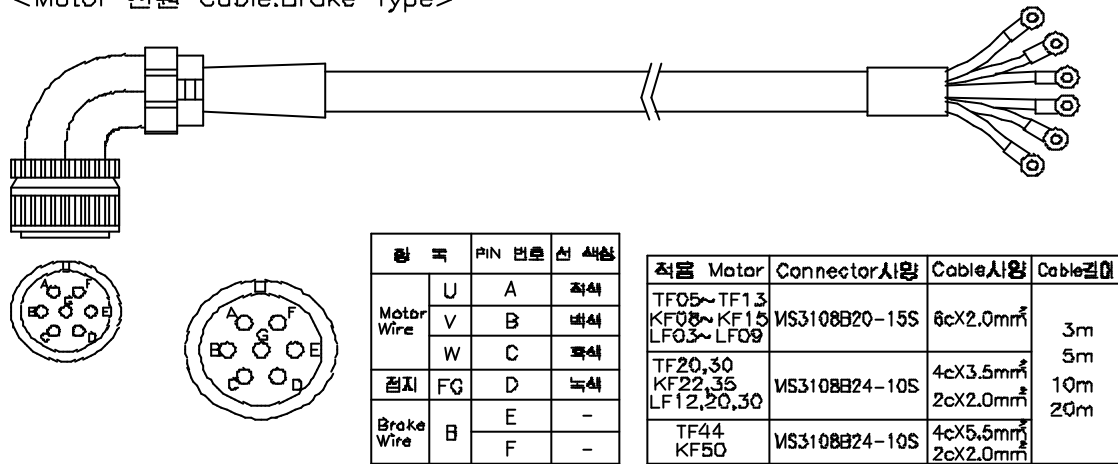 <Motor 전원 Cable.Brake Type>
A F
B G E
C D
A F
B G E
C D
항 목 PIN 번호 선 색상
Motor Wire U A 적색
V B 백색
W C 흑색
접지 FG D 녹색
Brake Wire B E -
F -
적용 Motor Connector사양 Cable사양 Cable길이
TF05~TF13
KF08~KF15
LF03~LF09
MS3108B20-15S 6cX2.0mm²
TF20,30
KF22,35
LF12,20,30
MS3108B24-10S 4cX3.5mm²
2cX2.0mm²
TF44
KF50
MS3108B24-10S 4cX5.5mm²
2cX2.0mm²
3m
5m
10m
20m